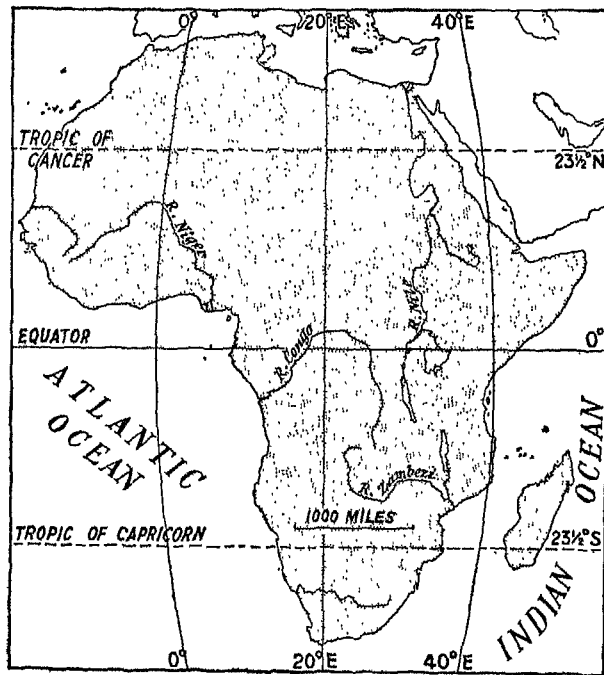 0° 20°E 40°E
TROPIC OF
CANCER
23½°N
R. Niger
R. Nile
EQUATOR
0°
R. Congo
ATLANTIC
OCEAN
R. Zambezi
1000 MILES
TROPIC OF CAPRICORN
23½°S
INDIAN OCEAN
0° 20°E 40°E